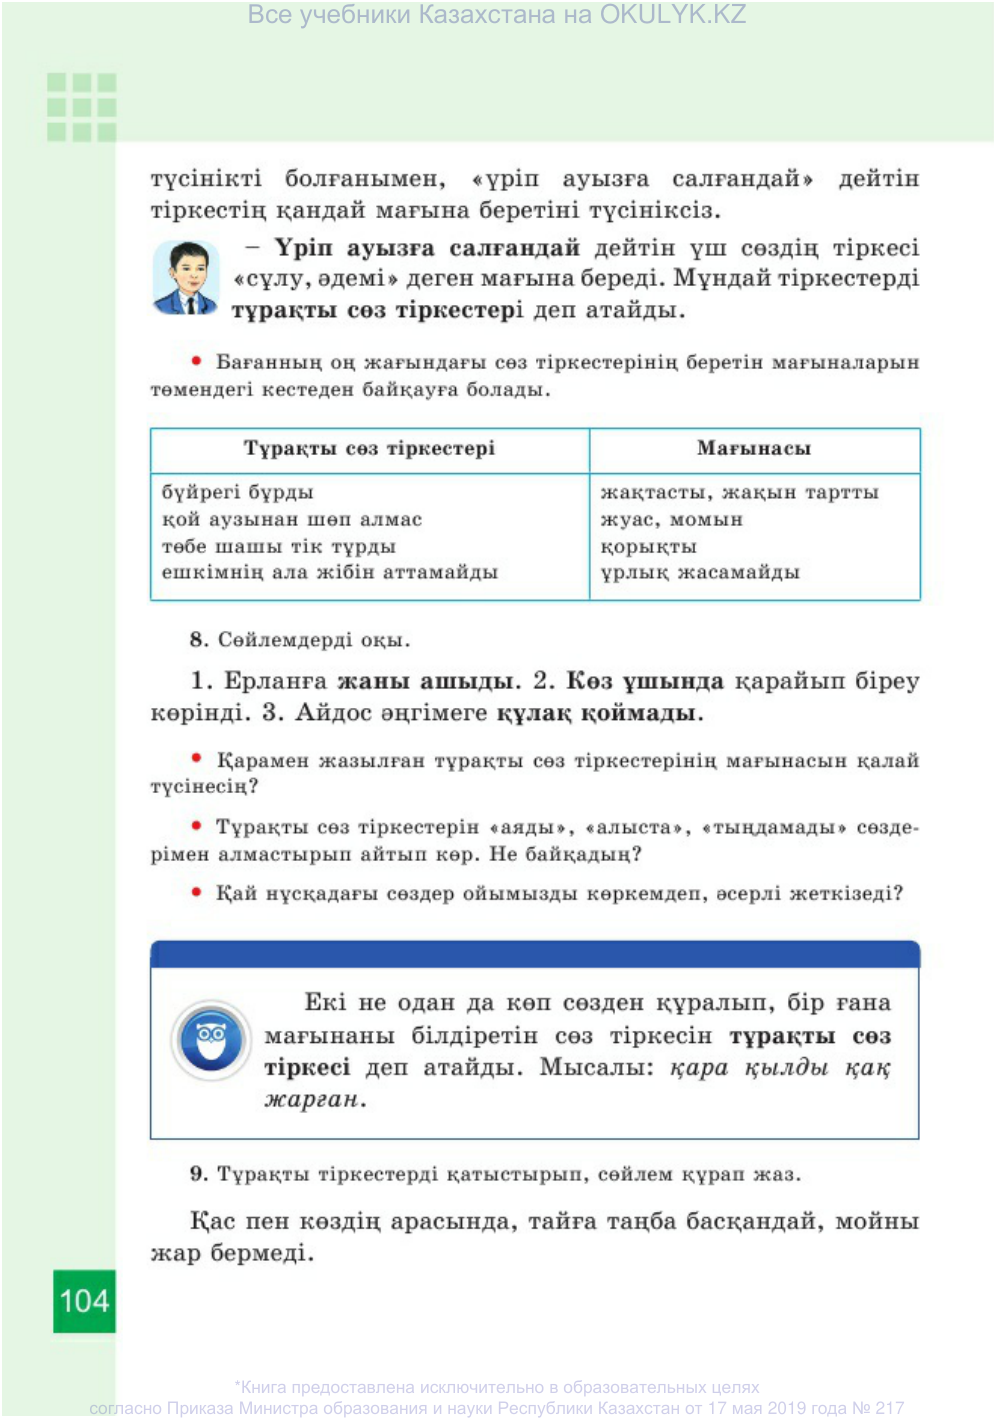 Все учебники Казахстана на OKULYK.KZ
түсінікті болғанымен, «үріп ауызға салғандай» дейтін
тіркестің қандай мағына беретіні түсініксіз.
– Үріп ауызға салғандай дейтін үш сөздің тіркесі
«сұлу, әдемі» деген мағына береді. Мұндай тіркестерді
тұрақты сөз тіркестері деп атайды.
• Бағанның оң жағындағы сөз тіркестерінің беретін мағыналарын
төмендегі кестеден байқауға болады.
Тұрақты сөз тіркестері Мағынасы
бүйрегі бұрды жақтасты, жақын тартты
қой аузынан шөп алмас жуас, момын
төбе шашы тік тұрды қорықты
ешкімнің ала жібін аттамайды ұрлық жасамайды
8. Сөйлемдерді оқы.
1. Ерланға жаны ашыды. 2. Көз ұшында қарайып біреу
көрінді. 3. Айдос әңгімеге құлақ қоймады.
• Қарамен жазылған тұрақты сөз тіркестерінің мағынасын қалай
түсінесің?
• Тұрақты сөз тіркестерін «аяды», «алыста», «тыңдамады» сөзде-
рімен алмастырып айтып көр. Не байқадың?
• Қай нұсқадағы сөздер ойымызды көркемдеп, әсерлі жеткізеді?
Екі не одан да көп сөзден құралып, бір ғана
мағынаны білдіретін сөз тіркесін тұрақты сөз
тіркесі деп атайды. Мысалы: қара қылды қақ
жарған.
9. Тұрақты тіркестерді қатыстырып, сөйлем құрап жаз.
Қас пен көздің арасында, тайға таңба басқандай, мойны
жар бермеді.
104
*Книга предоставлена исключительно в образовательных целях
согласно Приказа Министра образования и науки Республики Казахстан от 17 мая 2019 года № 217